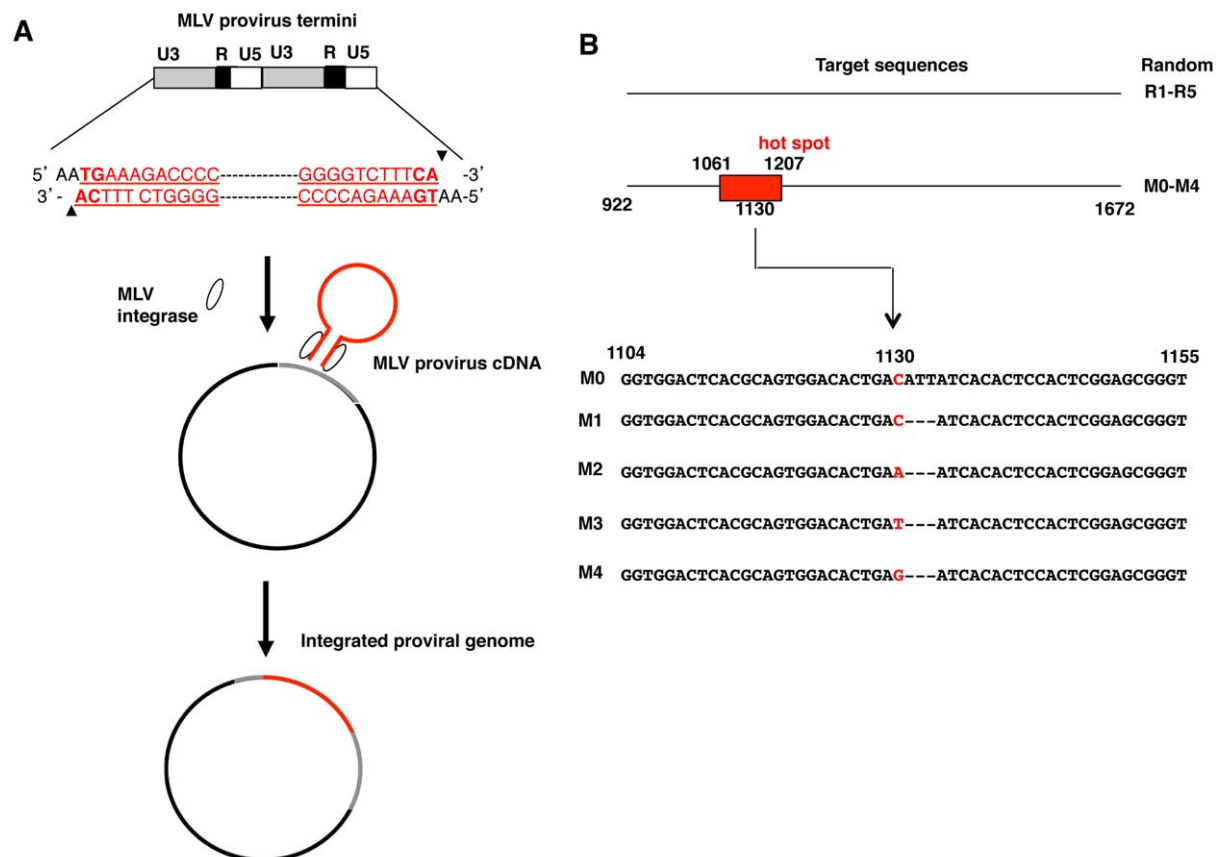 A
MLV provirus termini
U3 R U5 U3 R U5
5’ AATGAAAGACCCC------------GGGGTCTTTCA -3’
3’ - ACTTT CTGGGG------------CCCCAGAAAGTAA-5’
MLV
integrase
MLV provirus cDNA
Integrated proviral genome
B
Target sequences
Random
R1-R5
hot spot
1061 1207
M0-M4
922 1130 1672
1104 1130 1155
M0 GGTGGACTCACGCAGTGGACACTGACATTATCACACTCCACTCGGAGCGGGT
M1 GGTGGACTCACGCAGTGGACACTGAC---ATCACACTCCACTCGGAGCGGGT
M2 GGTGGACTCACGCAGTGGACACTGAA---ATCACACTCCACTCGGAGCGGGT
M3 GGTGGACTCACGCAGTGGACACTGAT---ATCACACTCCACTCGGAGCGGGT
M4 GGTGGACTCACGCAGTGGACACTGAG---ATCACACTCCACTCGGAGCGGGT